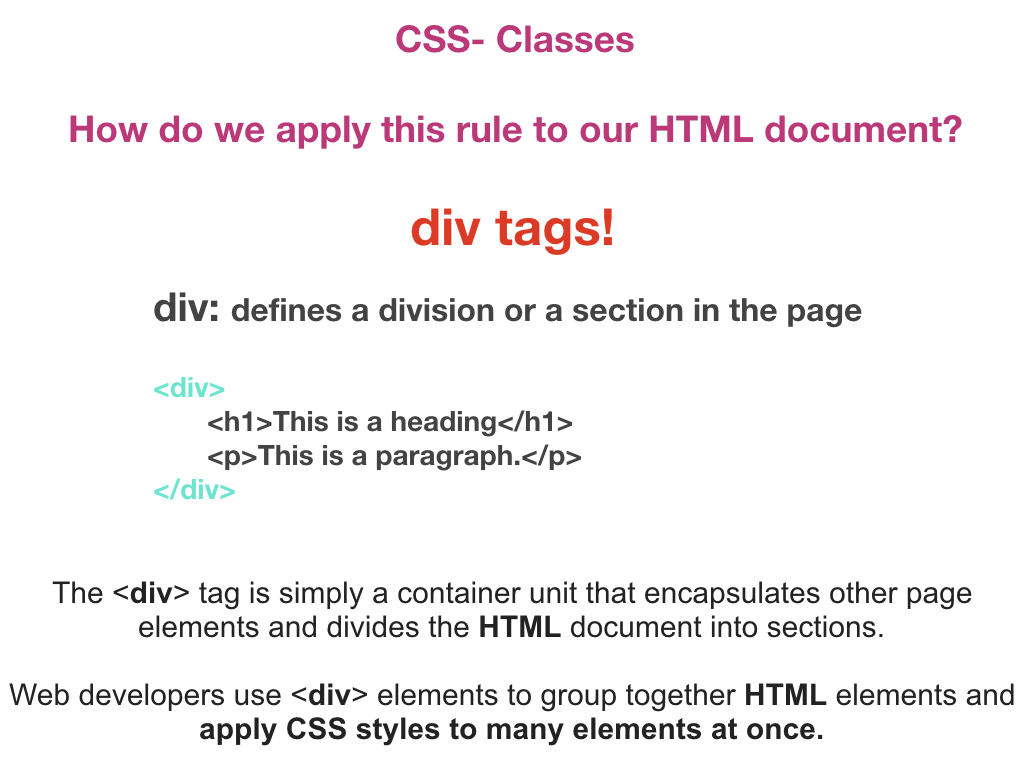 CSS- Classes
How do we apply this rule to our HTML document?
div tags!
div: defines a division or a section in the page
<div>
<h1>This is a heading</h1>
<p>This is a paragraph.</p>
</div>
The <div> tag is simply a container unit that encapsulates other page
elements and divides the HTML document into sections.
Web developers use <div> elements to group together HTML elements and
apply CSS styles to many elements at once.